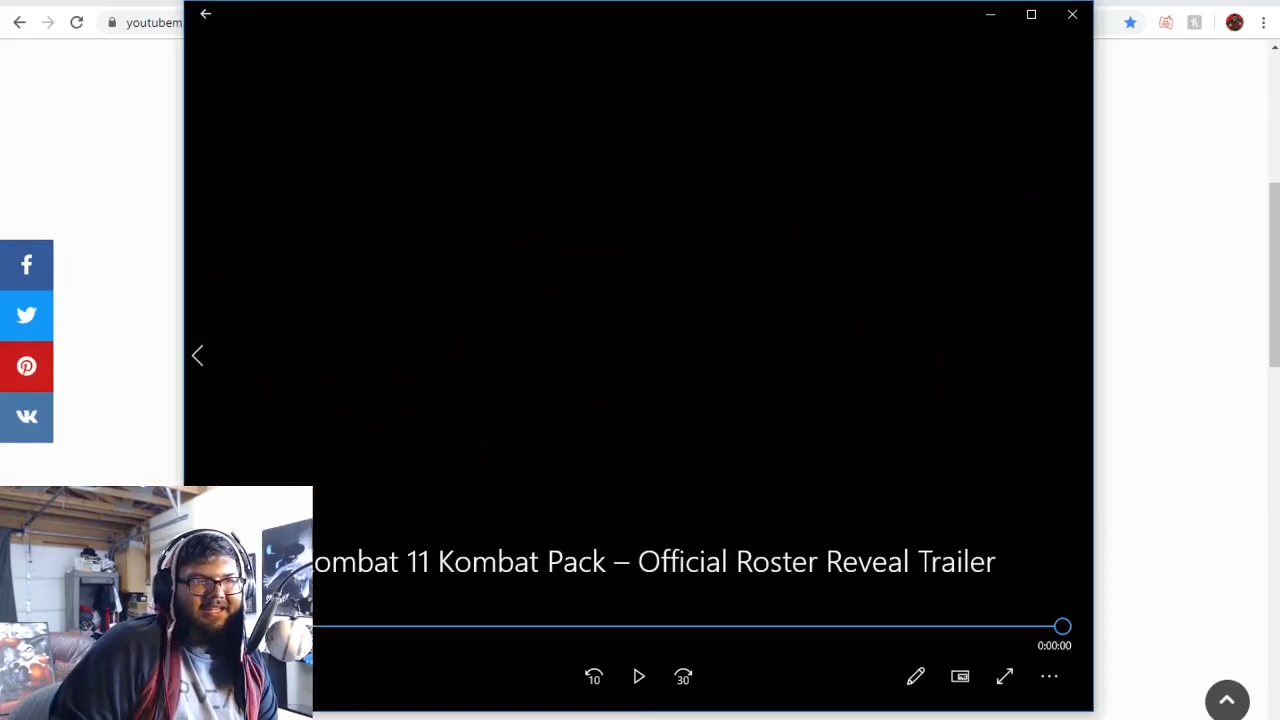 youtubem
ombat 11 Kombat Pack – Official Roster Reveal Trailer
0:00:00
10
30